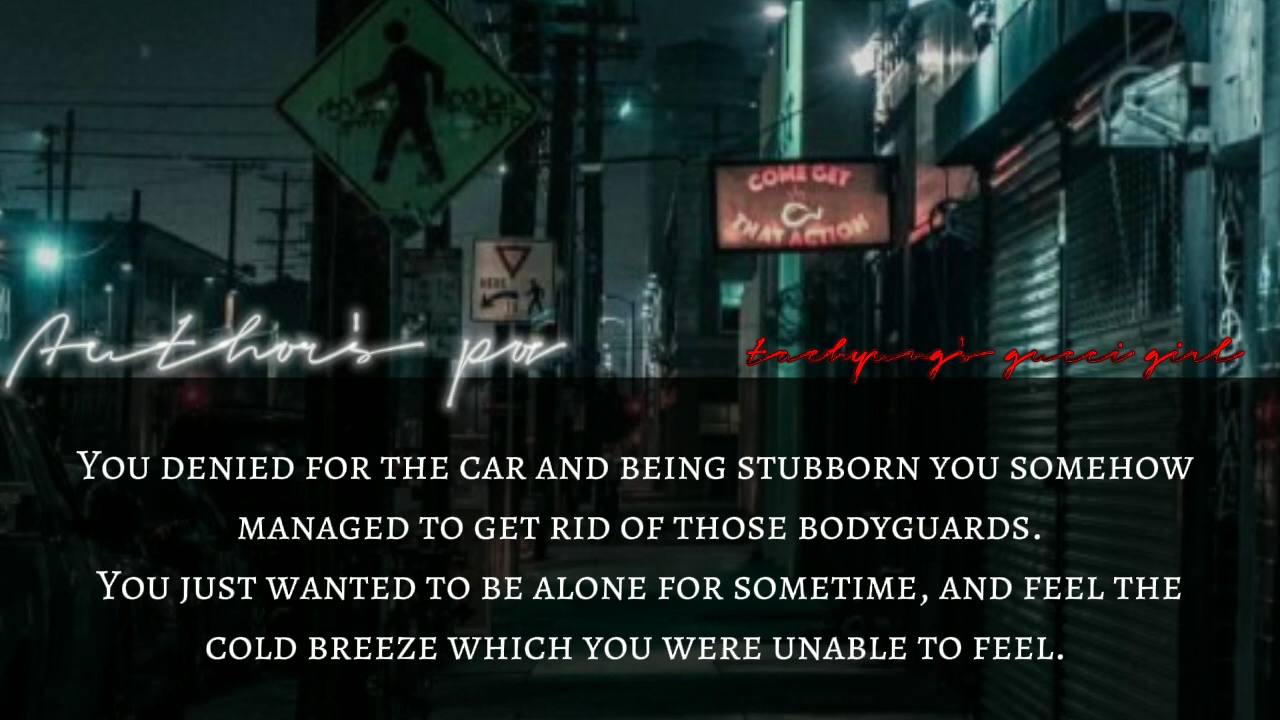 COME GET
THAT ACTION
HERE
TO
Author's pov
taehyung's gucci girl
YOU DENIED FOR THE CAR AND BEING STUBBORN YOU SOMEHOW
MANAGED TO GET RID OF THOSE BODYGUARDS.
YOU JUST WANTED TO BE ALONE FOR SOMETIME, AND FEEL THE
COLD BREEZE WHICH YOU WERE UNABLE TO FEEL.